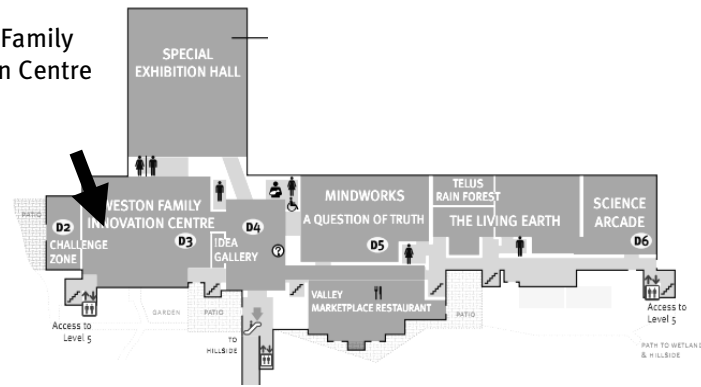 Family
n Centre
SPECIAL
EXHIBITION HALL
PATIO
D2
CHALLENGE
ZONE
WESTON FAMILY
INNOVATION CENTRE
D3
D4
IDEA
GALLERY
?
MINDWORKS
A QUESTION OF TRUTH
D5
TELUS
RAIN FOREST
THE LIVING EARTH
SCIENCE
ARCADE
D6
VALLEY
MARKETPLACE RESTAURANT
Access to
Level 5
GARDEN
PATIO
TO
HILLSIDE
PATIO
Access to
Level 5
PATH TO WETLAND
& HILLSIDE